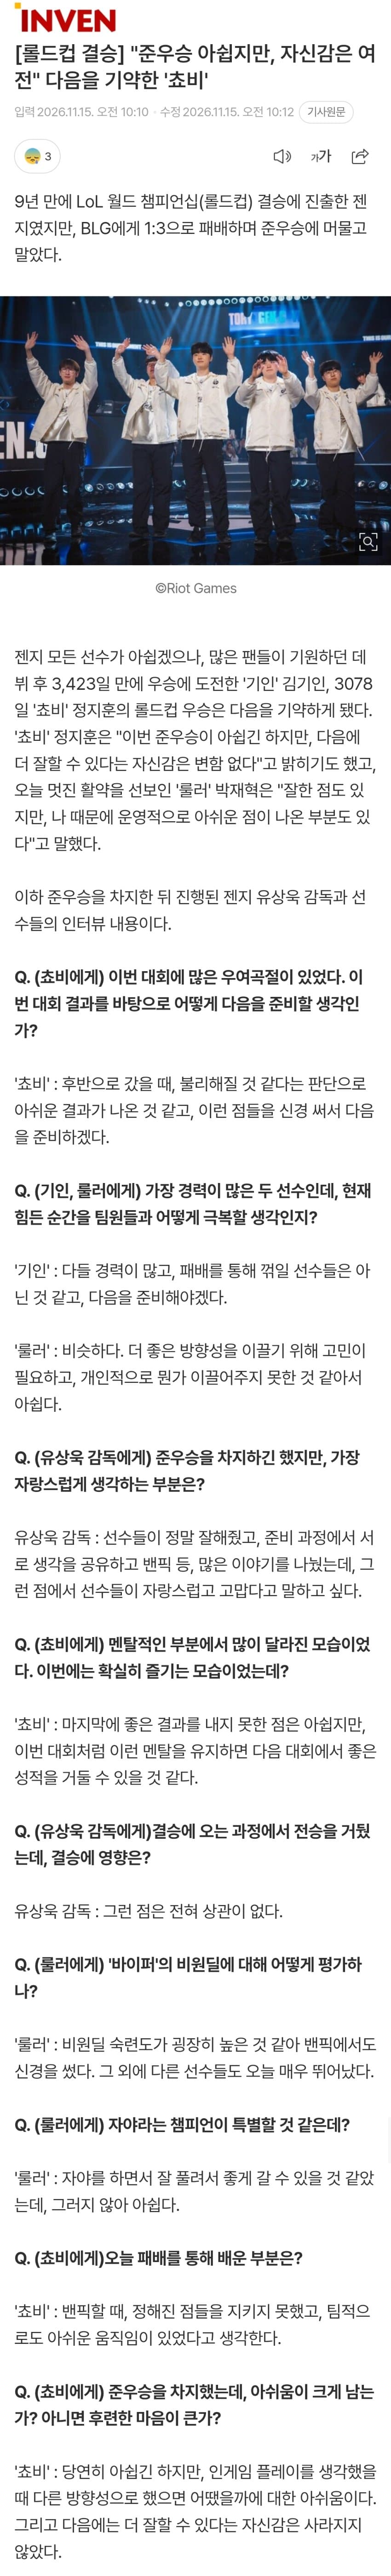 INVEN
[롤드컵 결승] "준우승 아쉽지만, 자신감은 여
전" 다음을 기약한 '쵸비'
입력 2026.11.15. 오전 10:10 · 수정 2026.11.15. 오전 10:12 기사원문
3
가가
9년 만에 LoL 월드 챔피언십(롤드컵) 결승에 진출한 젠
지였지만, BLG에게 1:3으로 패배하며 준우승에 머물고
말았다.
EN.G
©Riot Games
젠지 모든 선수가 아쉽겠으나, 많은 팬들이 기원하던 데
뷔 후 3,423일 만에 우승에 도전한 '기인' 김기인, 3078
일 '쵸비' 정지훈의 롤드컵 우승은 다음을 기약하게 됐다.
'쵸비' 정지훈은 "이번 준우승이 아쉽긴 하지만, 다음에
더 잘할 수 있다는 자신감은 변함 없다"고 밝히기도 했고,
오늘 멋진 활약을 선보인 '룰러' 박재혁은 "잘한 점도 있
지만, 나 때문에 운영적으로 아쉬운 점이 나온 부분도 있
다"고 말했다.
이하 준우승을 차지한 뒤 진행된 젠지 유상욱 감독과 선
수들의 인터뷰 내용이다.
Q. (쵸비에게) 이번 대회에 많은 우여곡절이 있었다. 이
번 대회 결과를 바탕으로 어떻게 다음을 준비할 생각인
가?
'쵸비' : 후반으로 갔을 때, 불리해질 것 같다는 판단으로
아쉬운 결과가 나온 것 같고, 이런 점들을 신경 써서 다음
을 준비하겠다.
Q. (기인, 룰러에게) 가장 경력이 많은 두 선수인데, 현재
힘든 순간을 팀원들과 어떻게 극복할 생각인지?
'기인' : 다들 경력이 많고, 패배를 통해 꺾일 선수들은 아
닌 것 같고, 다음을 준비해야겠다.
'룰러' : 비슷하다. 더 좋은 방향성을 이끌기 위해 고민이
필요하고, 개인적으로 뭔가 이끌어주지 못한 것 같아서
아쉽다.
Q. (유상욱 감독에게) 준우승을 차지하긴 했지만, 가장
자랑스럽게 생각하는 부분은?
유상욱 감독 : 선수들이 정말 잘해줬고, 준비 과정에서 서
로 생각을 공유하고 밴픽 등, 많은 이야기를 나눴는데, 그
런 점에서 선수들이 자랑스럽고 고맙다고 말하고 싶다.
Q. (쵸비에게) 멘탈적인 부분에서 많이 달라진 모습이었
다. 이번에는 확실히 즐기는 모습이었는데?
'쵸비' : 마지막에 좋은 결과를 내지 못한 점은 아쉽지만,
이번 대회처럼 이런 멘탈을 유지하면 다음 대회에서 좋은
성적을 거둘 수 있을 것 같다.
Q. (유상욱 감독에게)결승에 오는 과정에서 전승을 거뒀
는데, 결승에 영향은?
유상욱 감독 : 그런 점은 전혀 상관이 없다.
Q. (룰러에게) '바이퍼'의 비원딜에 대해 어떻게 평가하
나?
'룰러' : 비원딜 숙련도가 굉장히 높은 것 같아 밴픽에서도
신경을 썼다. 그 외에 다른 선수들도 오늘 매우 뛰어났다.
Q. (룰러에게) 자야라는 챔피언이 특별할 것 같은데?
'룰러' : 자야를 하면서 잘 풀려서 좋게 갈 수 있을 것 같았
는데, 그러지 않아 아쉽다.
Q. (쵸비에게)오늘 패배를 통해 배운 부분은?
'쵸비' : 밴픽할 때, 정해진 점들을 지키지 못했고, 팀적으
로도 아쉬운 움직임이 있었다고 생각한다.
Q. (쵸비에게) 준우승을 차지했는데, 아쉬움이 크게 남는
가? 아니면 후련한 마음이 큰가?
'쵸비' : 당연히 아쉽긴 하지만, 인게임 플레이를 생각했을
때 다른 방향성으로 했으면 어땠을까에 대한 아쉬움이다.
그리고 다음에는 더 잘할 수 있다는 자신감은 사라지지
않았다.